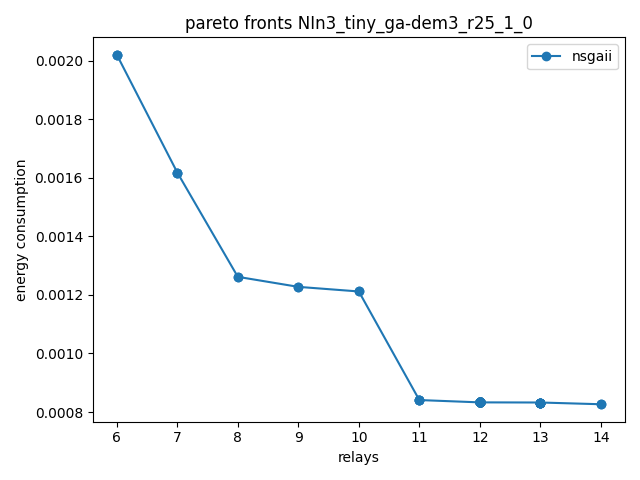 pareto fronts NIn3_tiny_ga-dem3_r25_1_0
nsgaii
energy consumption
0.0020
0.0018
0.0016
0.0014
0.0012
0.0010
0.0008
6 7 8 9 10 11 12 13 14
relays